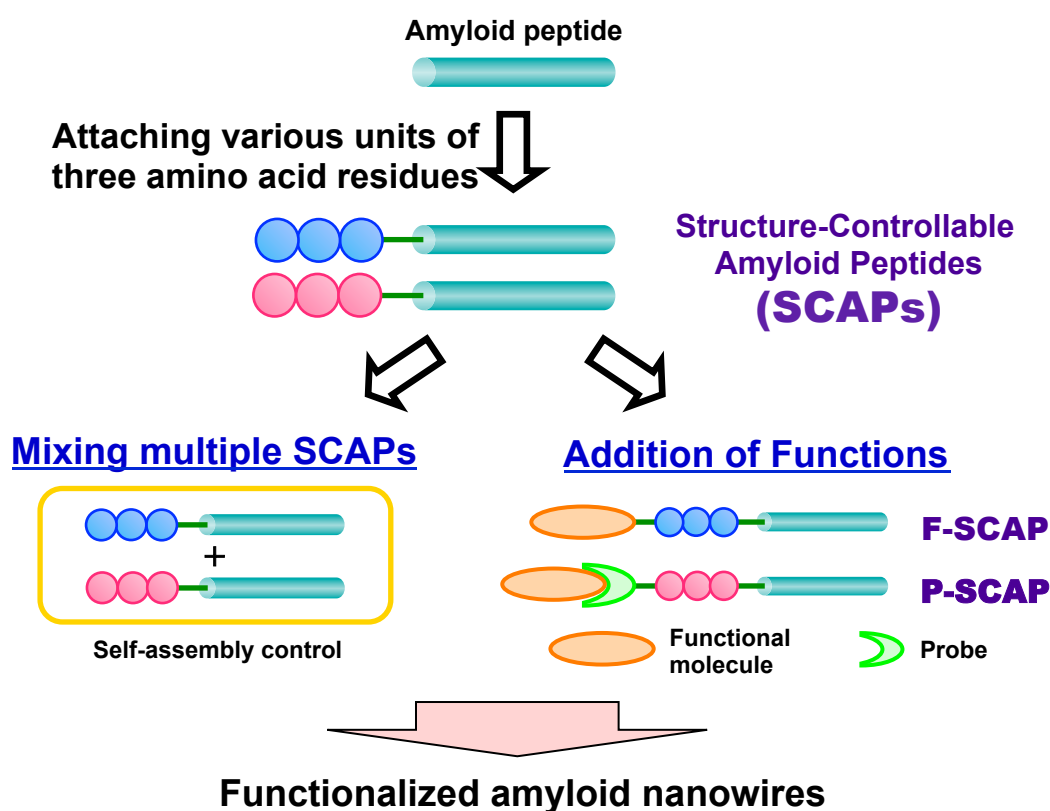 Amyloid peptide
Attaching various units of
three amino acid residues
Structure-Controllable
Amyloid Peptides
(SCAPs)
Mixing multiple SCAPs
+
Self-assembly control
Addition of Functions
F-SCAP
P-SCAP
Functional
molecule
Probe
Functionalized amyloid nanowires